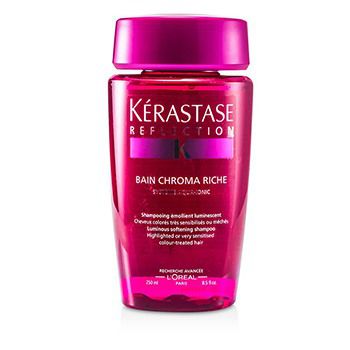 KÉRASTASE
REFLECTION
K
BAIN CHROMA RICHE
Shampooing émollient luminescent
Cheveux colorés très sensibilisés ou méchés
Luminous softening shampoo
Highlighted or very sensitised
colour-treated hair
RECHERCHE AVANCÉE
L'ORÉAL
PARIS
250 ml 8.5 fl.oz.